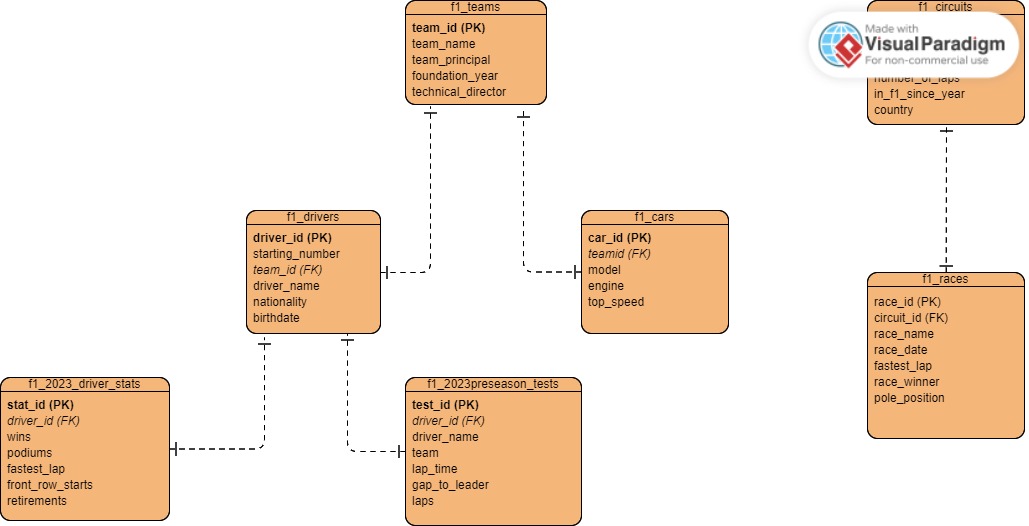 f1_teams
team_id (PK)
team_name
team_principal
foundation_year
technical_director
f1_circuits
Made with
Visual Paradigm
For non-commercial use
number_of_laps
in_f1_since_year
country
f1_drivers
driver_id (PK)
starting_number
team_id (FK)
driver_name
nationality
birthdate
f1_cars
car_id (PK)
teamid (FK)
model
engine
top_speed
f1_races
race_id (PK)
circuit_id (FK)
race_name
race_date
fastest_lap
race_winner
pole_position
f1_2023_driver_stats
stat_id (PK)
driver_id (FK)
wins
podiums
fastest_lap
front_row_starts
retirements
f1_2023preseason_tests
test_id (PK)
driver_id (FK)
driver_name
team
lap_time
gap_to_leader
laps